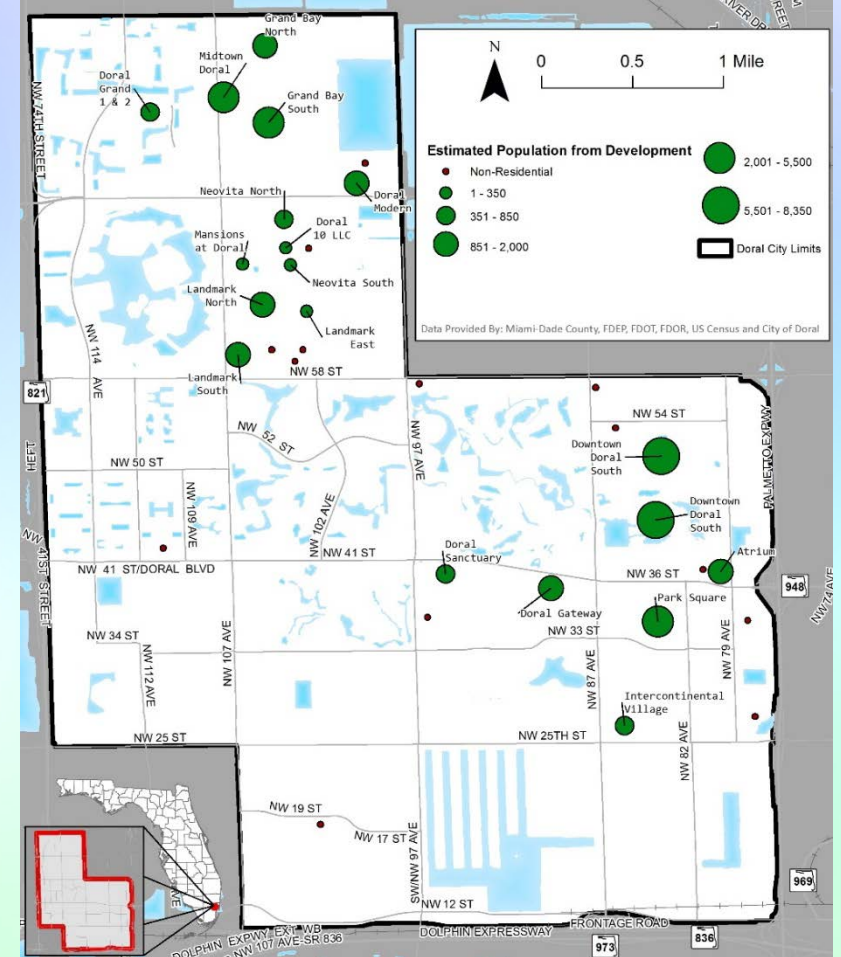 RIVER DR
STREET
Grand Bay
North
Midtown
Doral
Doral
Grand
1 & 2
Grand Bay
South
NW 74TH STREET
N
0 0.5 1 Mile
Estimated Population from Development
Non-Residential
1 - 350
351 - 850
851 - 2,000
2,001 - 5,500
5,501 - 8,350
Doral City Limits
Data Provided By: Miami-Dade County, FDEP, FDOT, FDOR, US Census and City of Doral
Neovita North
Doral
Modern
Mansions
at Doral
Doral
10 LLC
Neovita South
Landmark
North
Landmark
East
NW 114 AVE
Landmark
South
NW 58 ST
821
HEFT
NW 52 ST
NW 97 AVE
NW 54 ST
PALMETTO EXPWY
Downtown
Doral
South
NW 50 ST
NW 109 AVE
NW 102 AVE
Downtown
Doral
South
NW 41ST STREET
NW 41 ST/DORAL BLVD
NW 41 ST
Doral
Sanctuary
Atrium
NW 36 ST
948
NW 74 AVE
Doral Gateway
Park Square
NW 34 ST
NW 33 ST
NW 112 AVE
NW 107 AVE
NW 87 AVE
NW 79 AVE
Intercontinental
Village
NW 25 ST
NW 25TH ST
NW 82 AVE
NW 19 ST
NW 17 ST
SW/NW 97 AVE
AVE
969
NW 12 ST
DOLPHIN EXPWY EXT WB
NW 107 AVE-SR 836
DOLPHIN EXPRESSWAY
FRONTAGE ROAD
973
836